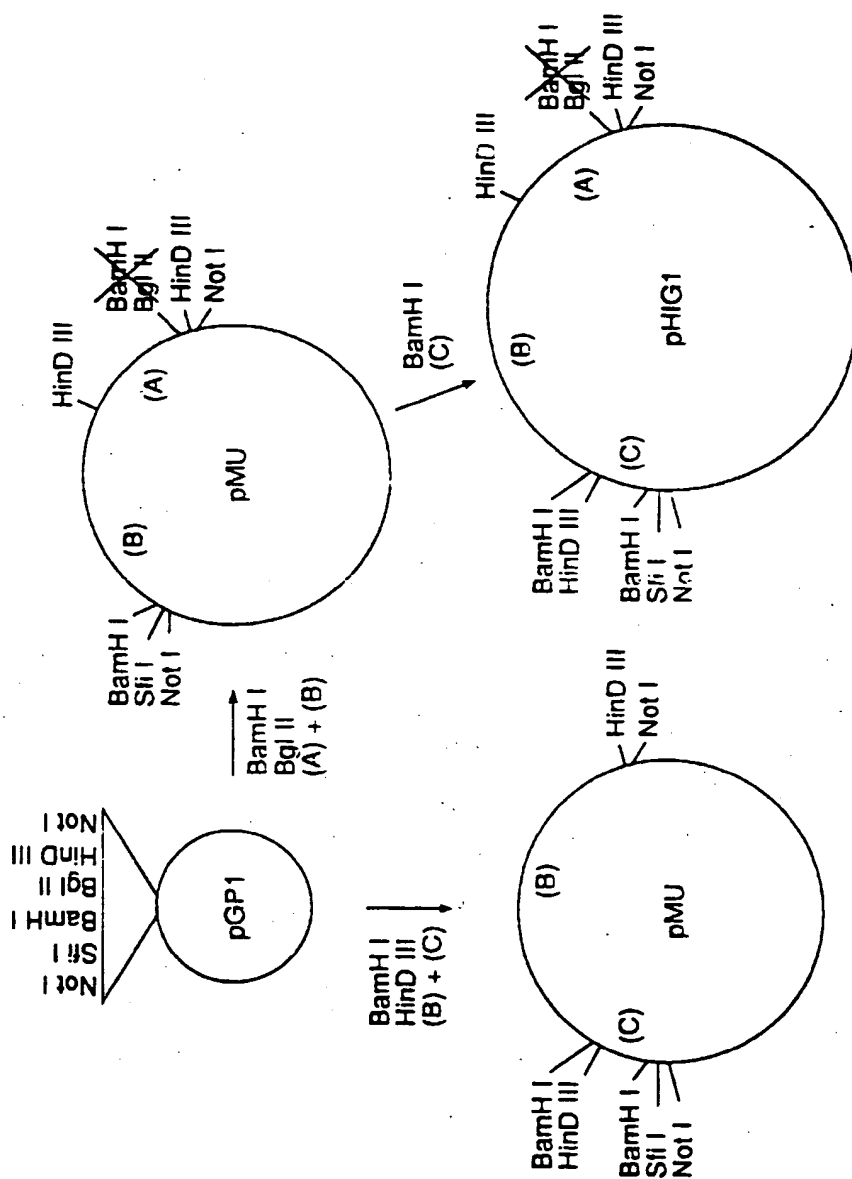 Not I
Sfi I
BamH I
Bgl II
HinD III
Not I
pGP1
BamH I
Bgl II
(A) + (B)
BamH I
Sfi I
Not I
(B)
HinD III
(A)
BamH I
Bgl II
HinD III
Not I
pMU
BamH I
HinD III
(B) + (C)
BamH I
(C)
BamH I
HinD III
(C)
BamH I
Sfi I
Not I
(B)
HinD III
Not I
pMU
BamH I
HinD III
(C)
BamH I
Sfi I
Not I
(B)
HinD III
(A)
BamH I
Bgl II
HinD III
Not I
pHIG1